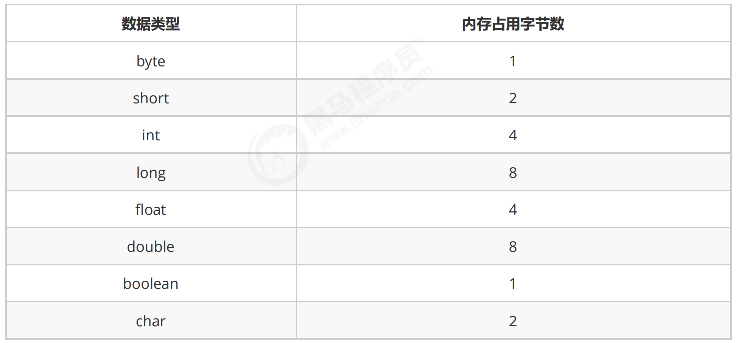 数据类型 内存占用字节数
byte 1
short 2
int 4
long 8
float 4
double 8
boolean 1
char 2
黑马程序员
www.itheima.com